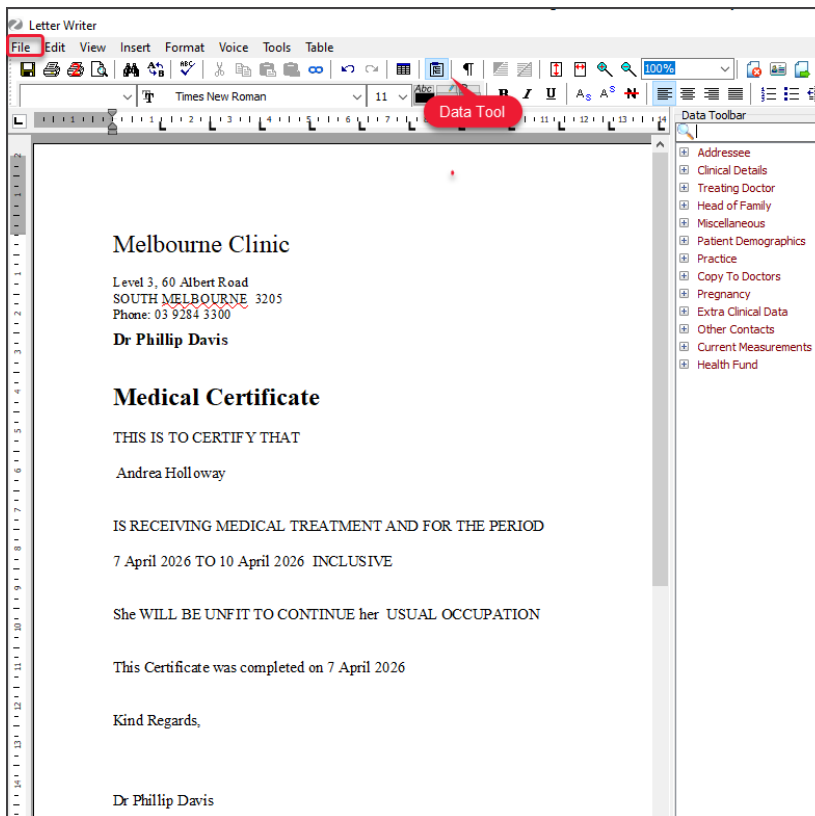 Letter Writer
File Edit View Insert Format Voice Tools Table
ABC 100%
Times New Roman 11 Abc B I U
Data Tool
Data Toolbar
Addressee
Clinical Details
Treating Doctor
Head of Family
Miscellaneous
Patient Demographics
Practice
Copy To Doctors
Pregnancy
Extra Clinical Data
Other Contacts
Current Measurements
Health Fund
Melbourne Clinic
Level 3, 60 Albert Road
SOUTH MELBOURNE 3205
Phone: 03 9284 3300
Dr Phillip Davis
Medical Certificate
THIS IS TO CERTIFY THAT
Andrea Holloway
IS RECEIVING MEDICAL TREATMENT AND FOR THE PERIOD
7 April 2026 TO 10 April 2026 INCLUSIVE
She WILL BE UNFIT TO CONTINUE her USUAL OCCUPATION
This Certificate was completed on 7 April 2026
Kind Regards,
Dr Phillip Davis